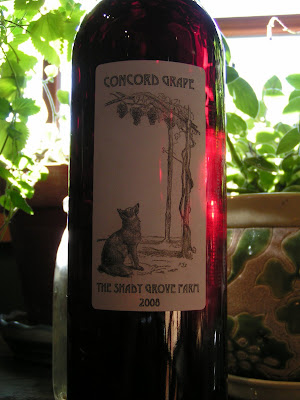 CONCORD GRAPE
THE SHADY GROVE FARM
2008